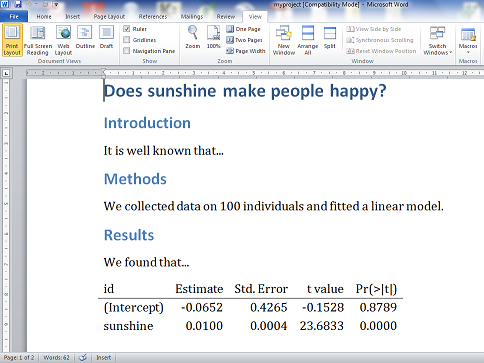 myproject [Compatibility Mode] - Microsoft Word
File Home Insert Page Layout References Mailings Review View
Print Layout Full Screen Reading Web Layout Outline Draft
Document Views
Ruler
Gridlines
Navigation Pane
Show
Zoom 100%
One Page
Two Pages
Page Width
Zoom
New Window Arrange All Split
View Side by Side
Synchronous Scrolling
Reset Window Position
Window
Switch Windows
Macros
Macros
Does sunshine make people happy?
Introduction
It is well known that...
Methods
We collected data on 100 individuals and fitted a linear model.
Results
We found that...
id Estimate Std. Error t value Pr(>|t|)
(Intercept) -0.0652 0.4265 -0.1528 0.8789
sunshine 0.0100 0.0004 23.6833 0.0000
Page: 1 of 2 Words: 62 Insert